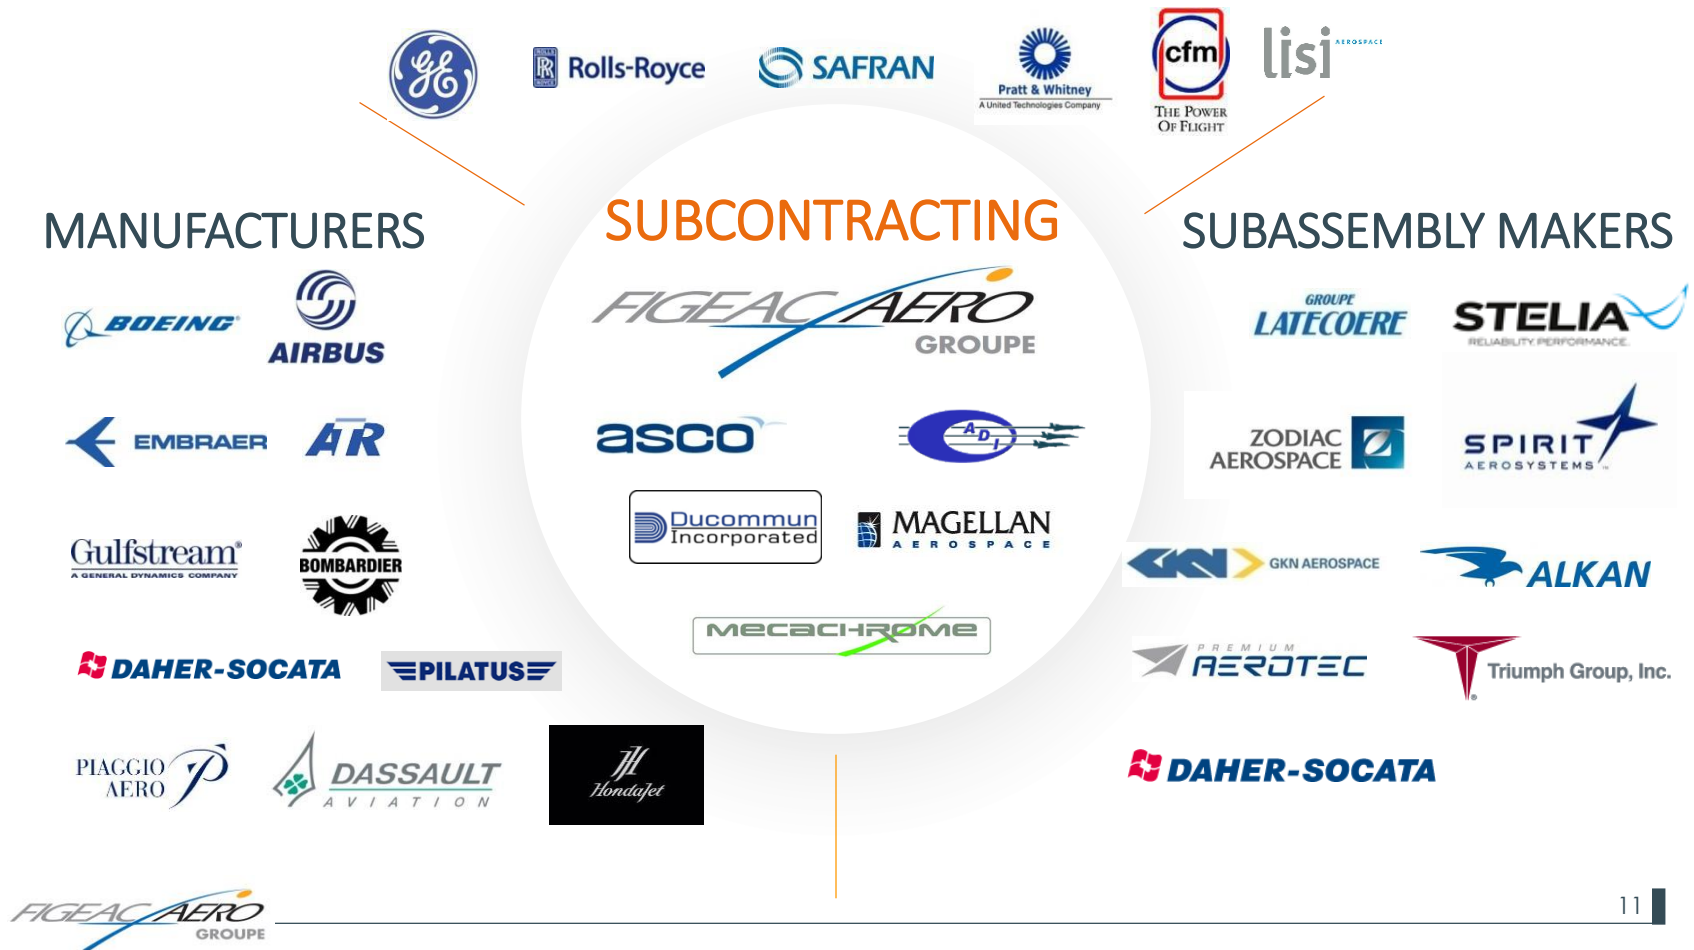 GE
Rolls-Royce
SAFRAN
Pratt & Whitney
A United Technologies Company
cfm
THE POWER
OF FLIGHT
lisi AEROSPACE
MANUFACTURERS
SUBCONTRACTING
SUBASSEMBLY MAKERS
BOEING
AIRBUS
EMBRAER
ATR
Gulfstream®
A GENERAL DYNAMICS COMPANY
BOMBARDIER
DAHER-SOCATA
PILATUS
PIAGGIO
AERO
DASSAULT
AVIATION
HondaJet
FIGEAC AERO
GROUPE
asco
ADI
Ducommun
Incorporated
MAGELLAN
AEROSPACE
MECACHROME
GROUPE
LATECOERE
STELIA
RELIABILITY. PERFORMANCE.
ZODIAC
AEROSPACE
SPIRIT
AEROSYSTEMS™
GKN GKN AEROSPACE
ALKAN
PREMIUM
AEROTEC
Triumph Group, Inc.
DAHER-SOCATA
FIGEAC AERO
GROUPE
11